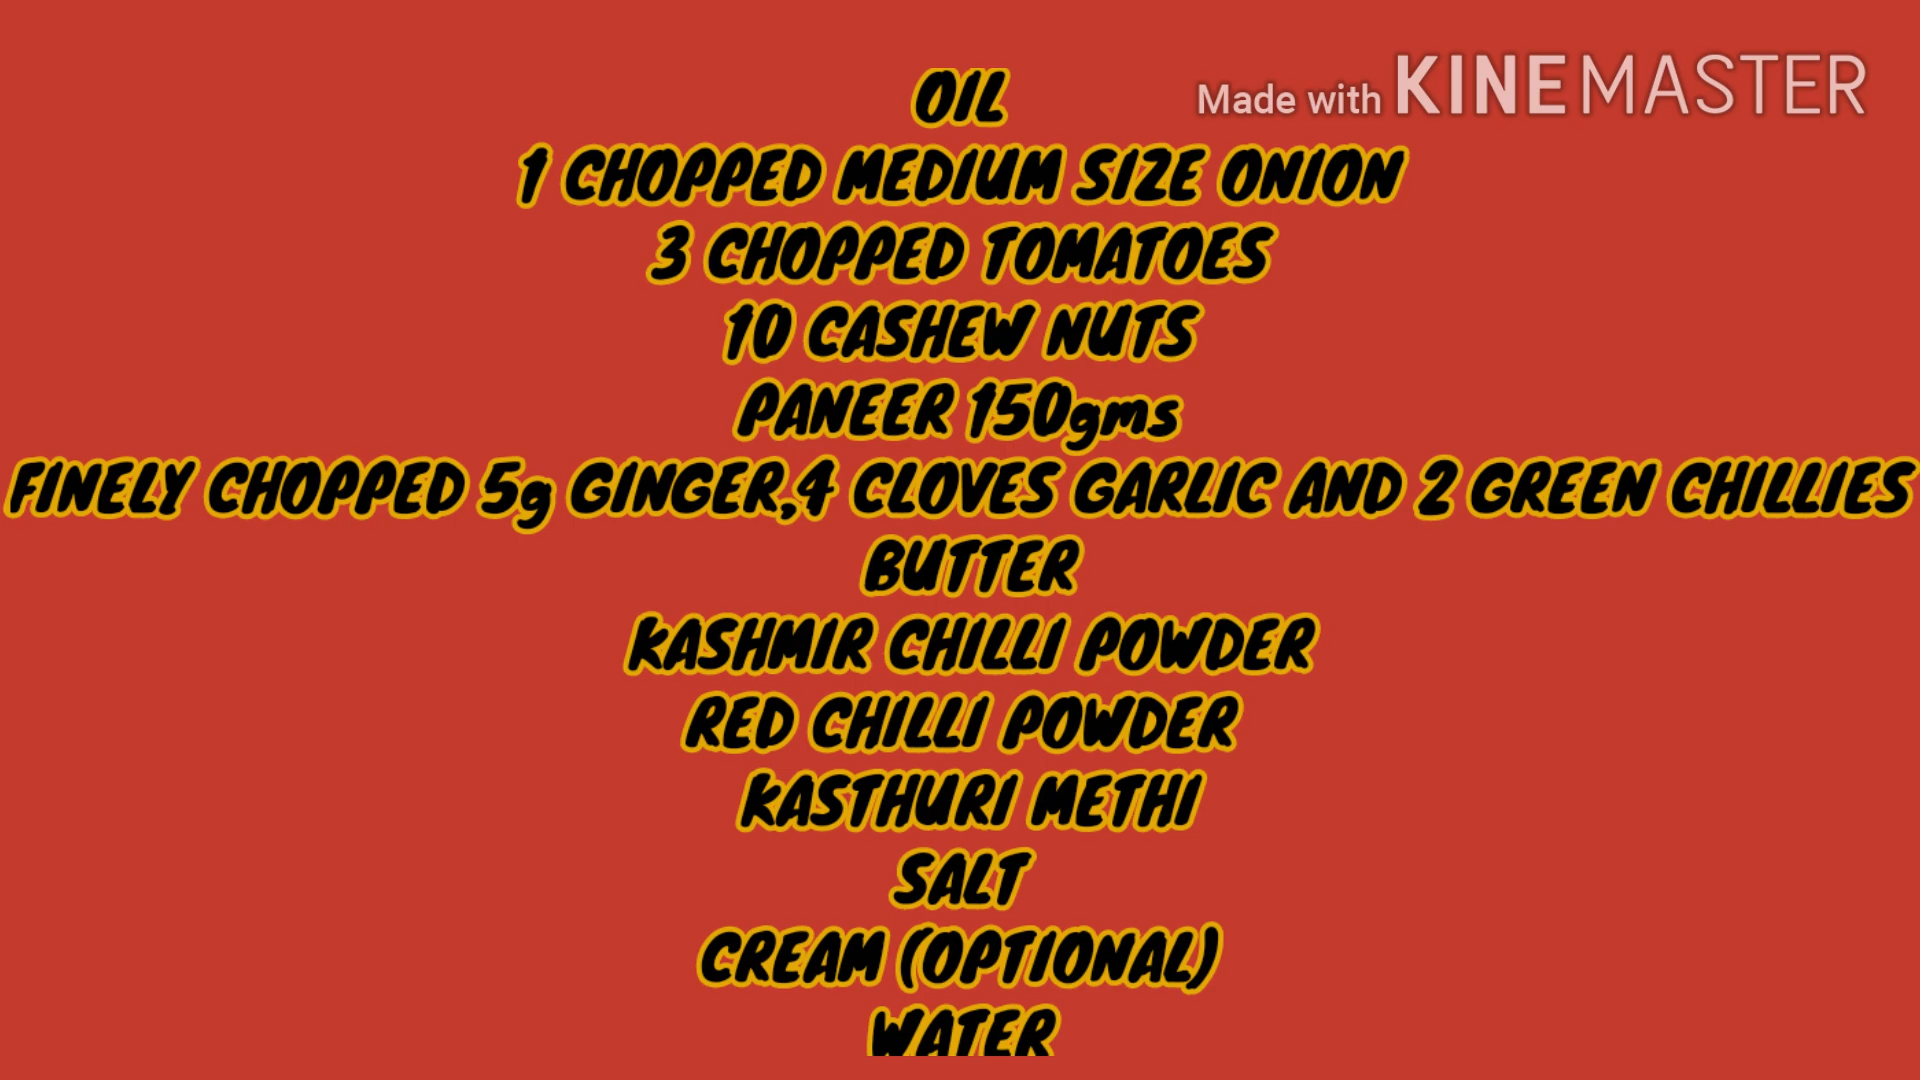 OIL
Made with KINEMASTER
1 CHOPPED MEDIUM SIZE ONION
3 CHOPPED TOMATOES
10 CASHEW NUTS
PANEER 150gms
FINELY CHOPPED 5g GINGER,4 CLOVES GARLIC AND 2 GREEN CHILLIES
BUTTER
KASHMIR CHILLI POWDER
RED CHILLI POWDER
KASTHURI METHI
SALT
CREAM (OPTIONAL)
WATER